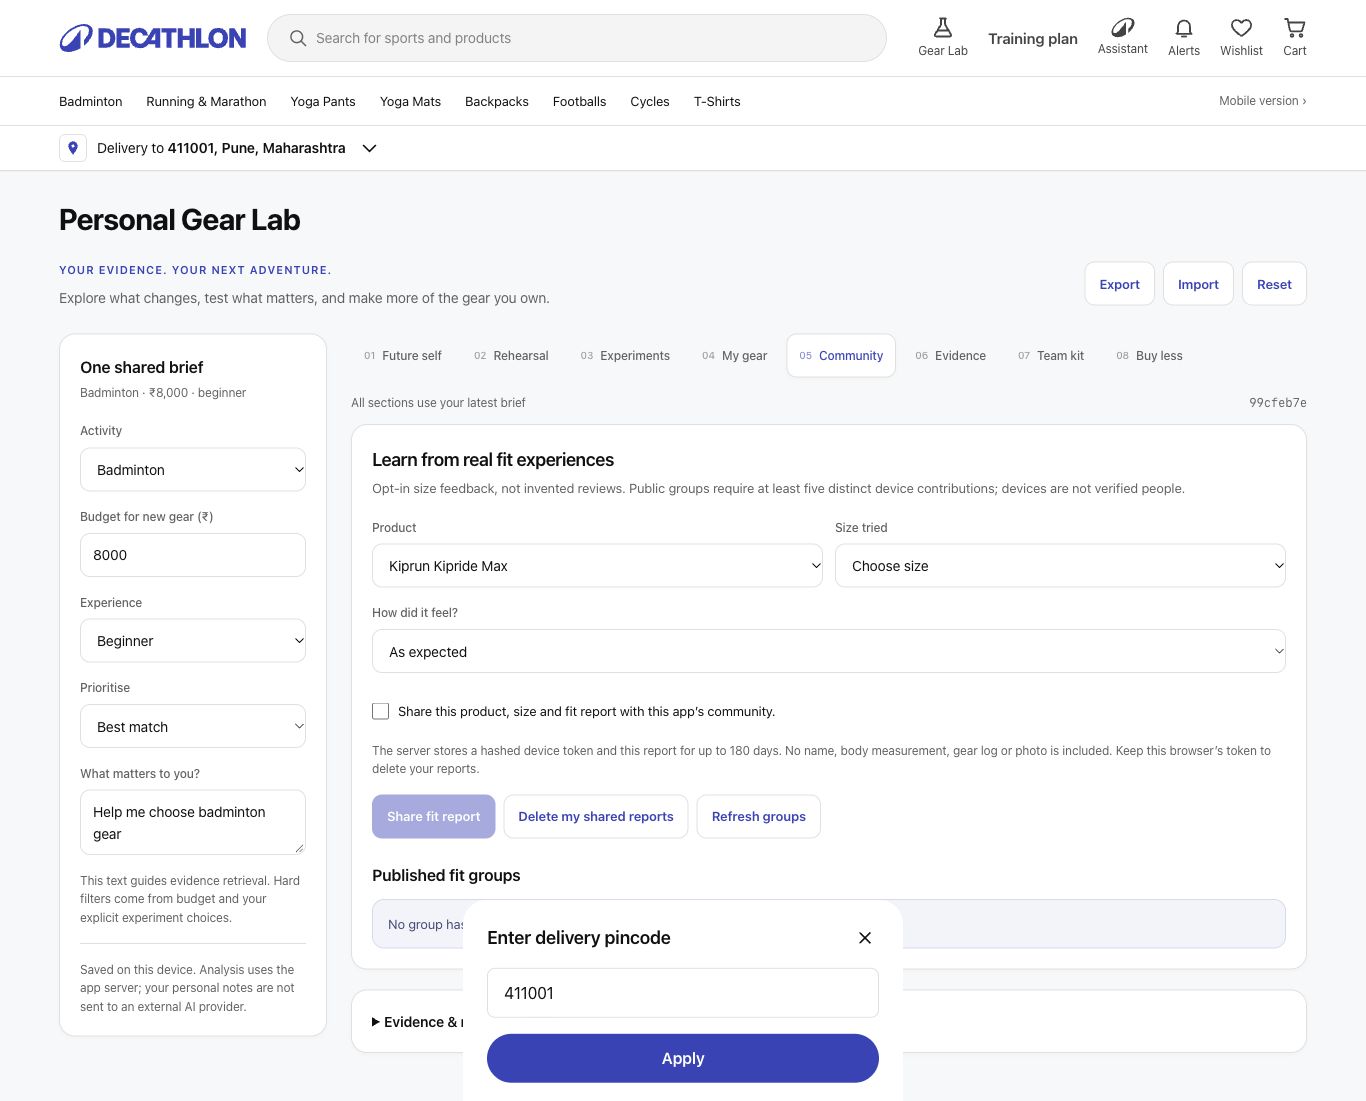 DECATHLON
Search for sports and products
Gear Lab
Training plan
Assistant
Alerts
Wishlist
Cart
Badminton
Running & Marathon
Yoga Pants
Yoga Mats
Backpacks
Footballs
Cycles
T-Shirts
Mobile version ›
Delivery to 411001, Pune, Maharashtra
Personal Gear Lab
YOUR EVIDENCE. YOUR NEXT ADVENTURE.
Explore what changes, test what matters, and make more of the gear you own.
Export
Import
Reset
One shared brief
Badminton · ₹8,000 · beginner
Activity
Badminton
Budget for new gear (₹)
8000
Experience
Beginner
Prioritise
Best match
What matters to you?
Help me choose badminton
gear
This text guides evidence retrieval. Hard
filters come from budget and your
explicit experiment choices.
Saved on this device. Analysis uses the
app server; your personal notes are not
sent to an external AI provider.
01 Future self
02 Rehearsal
03 Experiments
04 My gear
05 Community
06 Evidence
07 Team kit
08 Buy less
All sections use your latest brief
99cfeb7e
Learn from real fit experiences
Opt-in size feedback, not invented reviews. Public groups require at least five distinct device contributions; devices are not verified people.
Product
Size tried
Kiprun Kipride Max
Choose size
How did it feel?
As expected
Share this product, size and fit report with this app's community.
The server stores a hashed device token and this report for up to 180 days. No name, body measurement, gear log or photo is included. Keep this browser's token to
delete your reports.
Share fit report
Delete my shared reports
Refresh groups
Published fit groups
No group has
Evidence &
Enter delivery pincode
411001
Apply